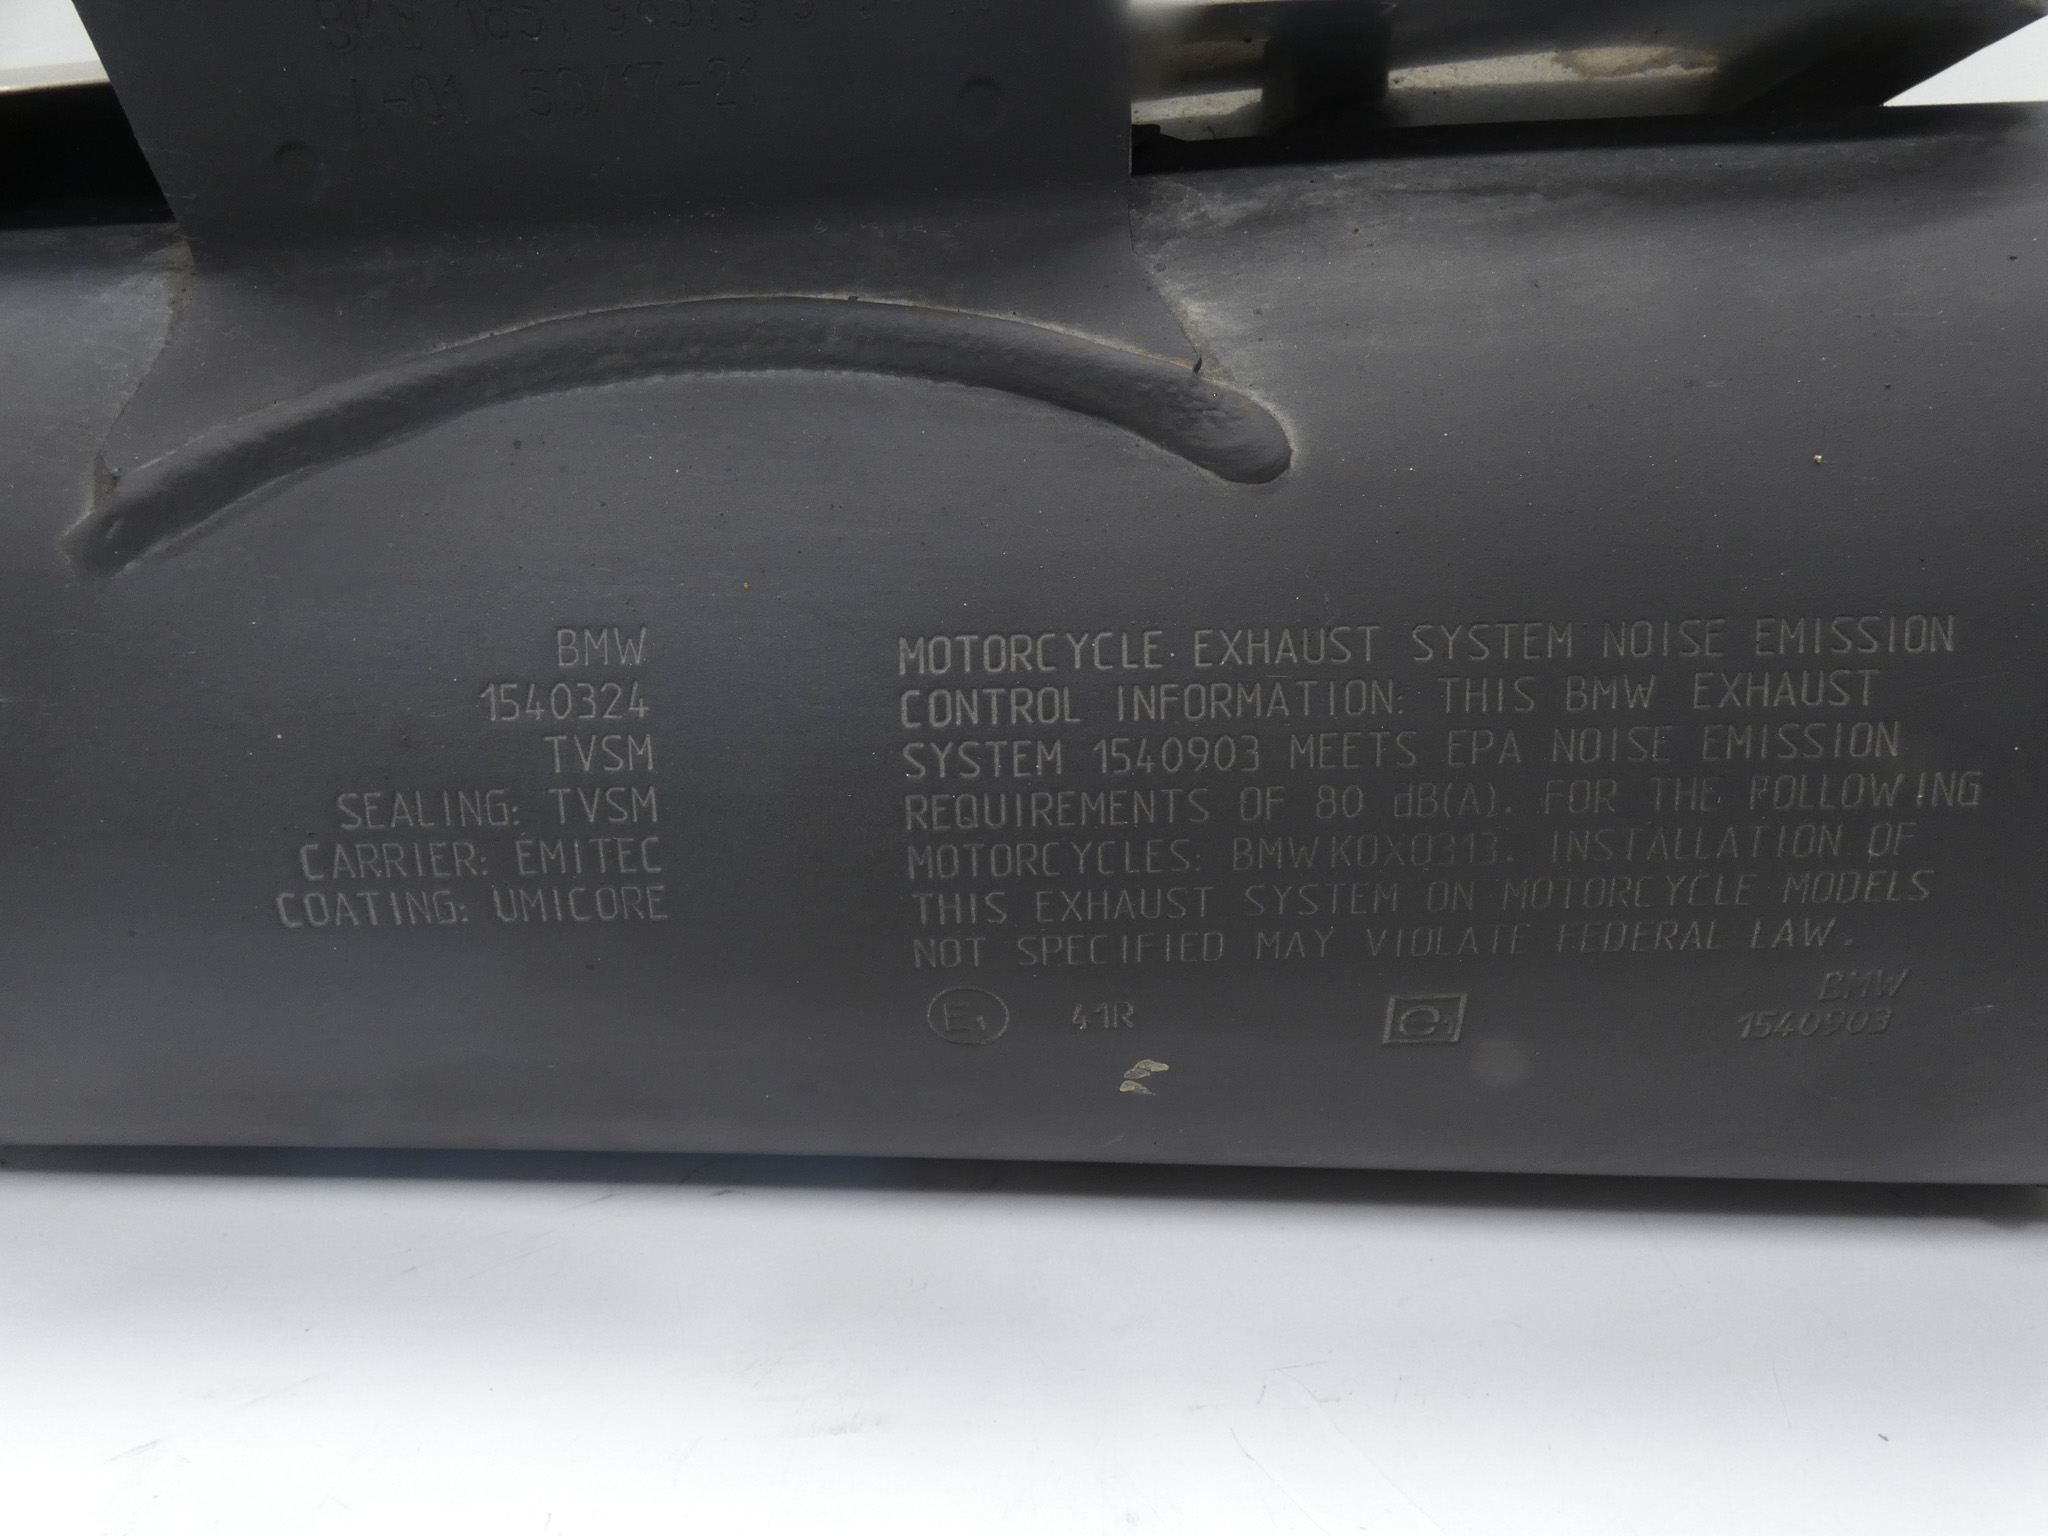 BMW
1540324
TVSM
SEALING: TVSM
CARRIER: EMITEC
COATING: UMICORE
MOTORCYCLE EXHAUST SYSTEM NOISE EMISSION
CONTROL INFORMATION: THIS BMW EXHAUST
SYSTEM 1540903 MEETS EPA NOISE EMISSION
REQUIREMENTS OF 80 dB(A). FOR THE FOLLOWING
MOTORCYCLES: BMWK0X0313. INSTALLATION OF
THIS EXHAUST SYSTEM ON MOTORCYCLE MODELS
NOT SPECIFIED MAY VIOLATE FEDERAL LAW.
E1 41R e1
BMW
1540903